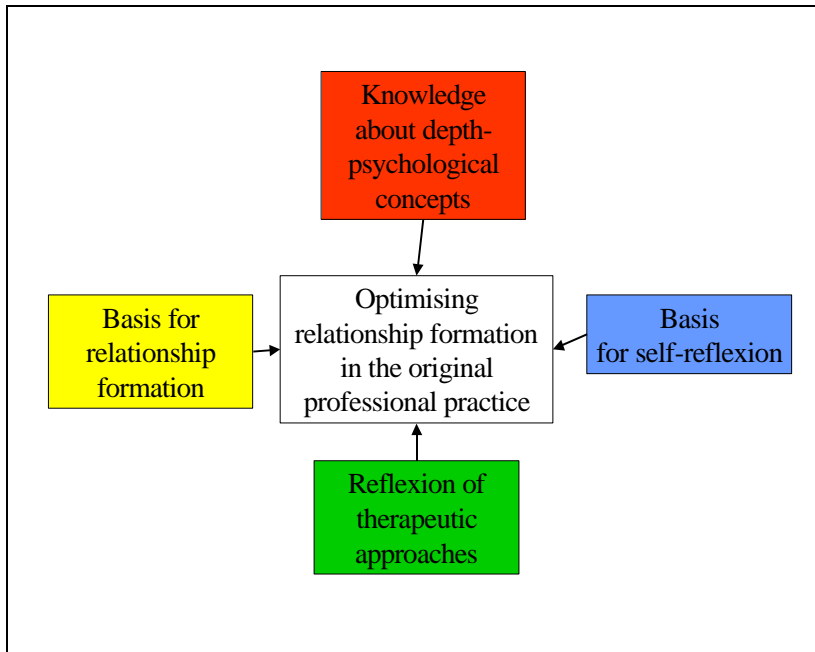 Knowledge
about depth-
psychological
concepts
Basis for
relationship
formation
Optimising
relationship formation
in the original
professional practice
Basis
for self-reflexion
Reflexion of
therapeutic
approaches